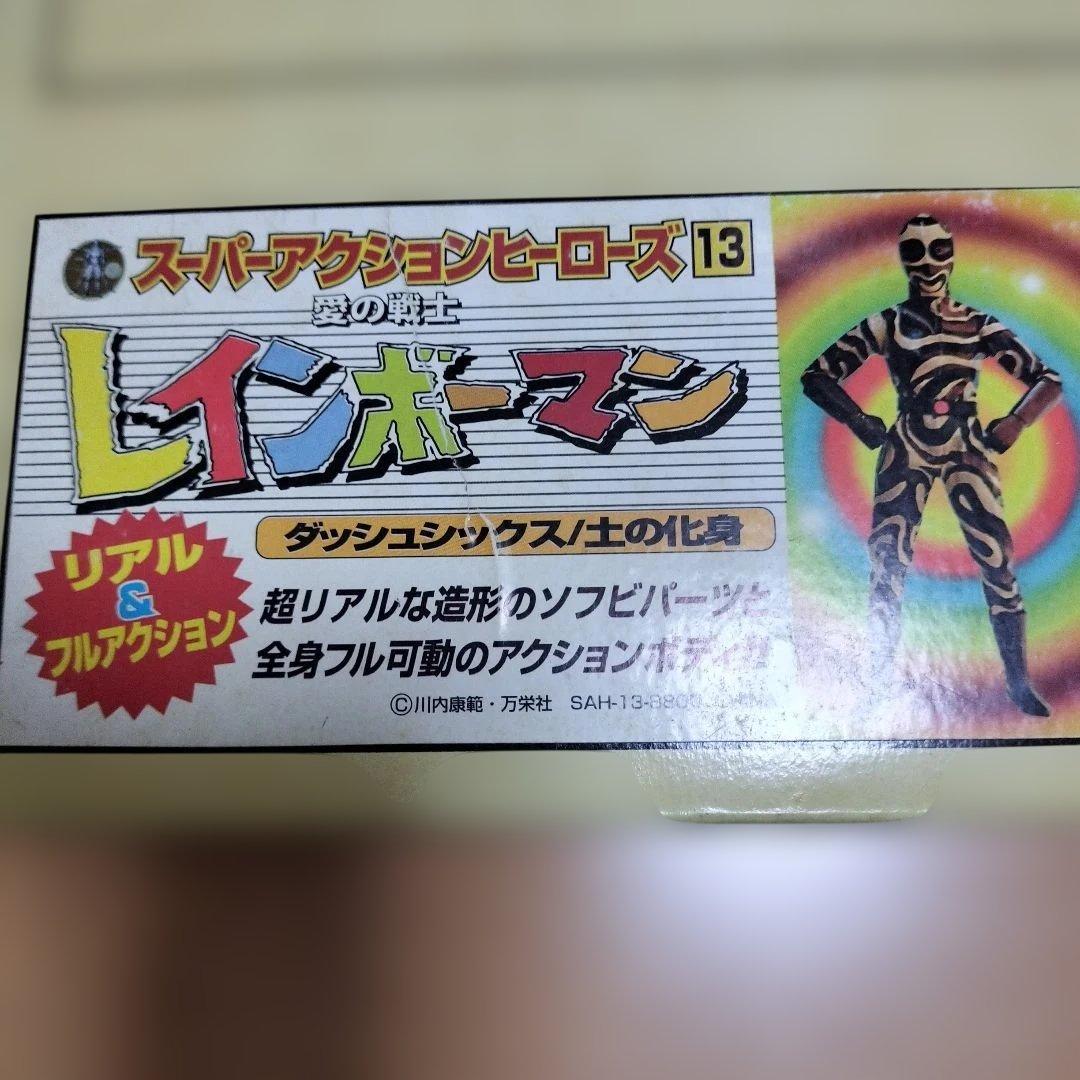 スーパーアクションヒーローズ 13
愛の戦士
レインボーマン
ダッシュシックス/土の化身
リアル
&
フルアクション
超リアルな造形のソフビパーツと
全身フル可動のアクションボディ!!
©川内康範・万栄社 SAH-13-8800